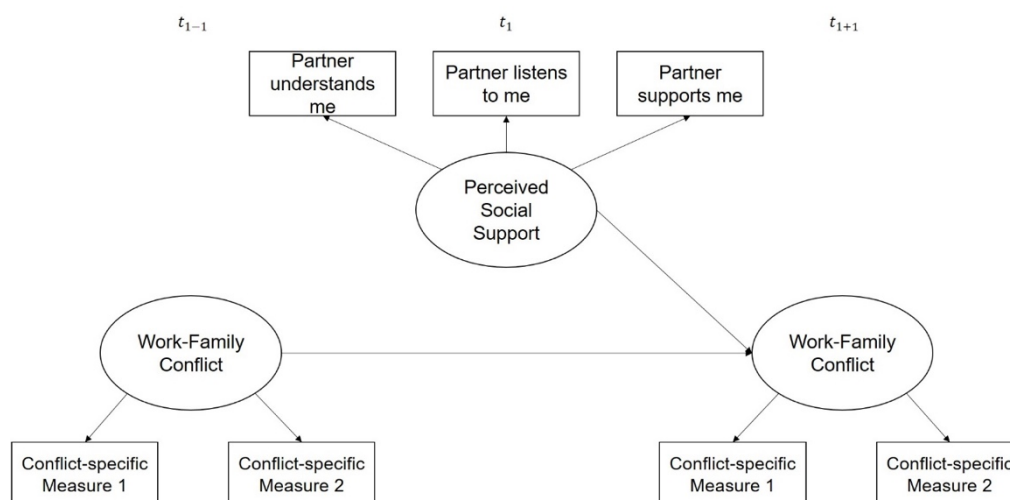 t₁₋₁
t₁
t₁₊₁
Partner
understands
me
Partner listens
to me
Partner
supports me
Perceived
Social
Support
Work-Family
Conflict
Work-Family
Conflict
Conflict-specific
Measure 1
Conflict-specific
Measure 2
Conflict-specific
Measure 1
Conflict-specific
Measure 2